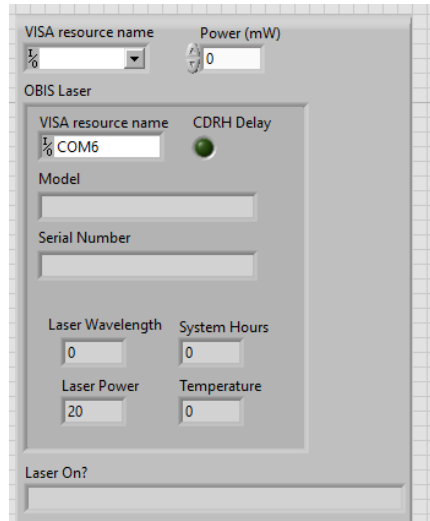 VISA resource name Power (mW)
0
OBIS Laser
VISA resource name CDRH Delay
COM6
Model
Serial Number
Laser Wavelength System Hours
0 0
Laser Power Temperature
20 0
Laser On?